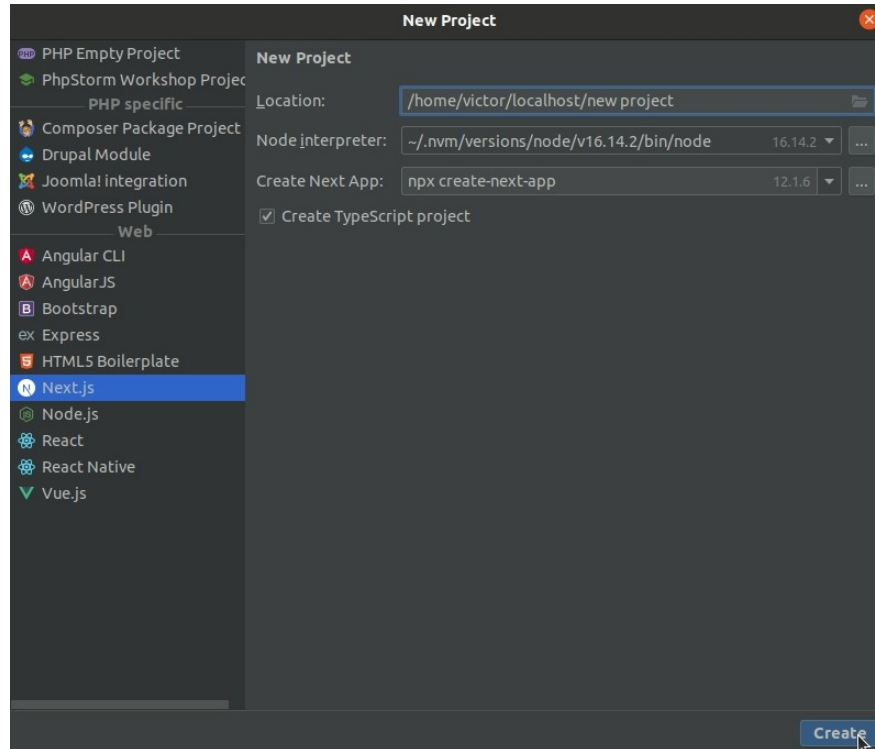 New Project
PHP Empty Project
PhpStorm Workshop Projec
PHP specific
Composer Package Project
Drupal Module
Joomla! integration
WordPress Plugin
Web
Angular CLI
AngularJS
Bootstrap
ex Express
HTML5 Boilerplate
Next.js
Node.js
React
React Native
Vue.js
New Project
Location: /home/victor/localhost/new project
Node interpreter: ~/.nvm/versions/node/v16.14.2/bin/node 16.14.2 ...
Create Next App: npx create-next-app 12.1.6 ...
Create TypeScript project
Create